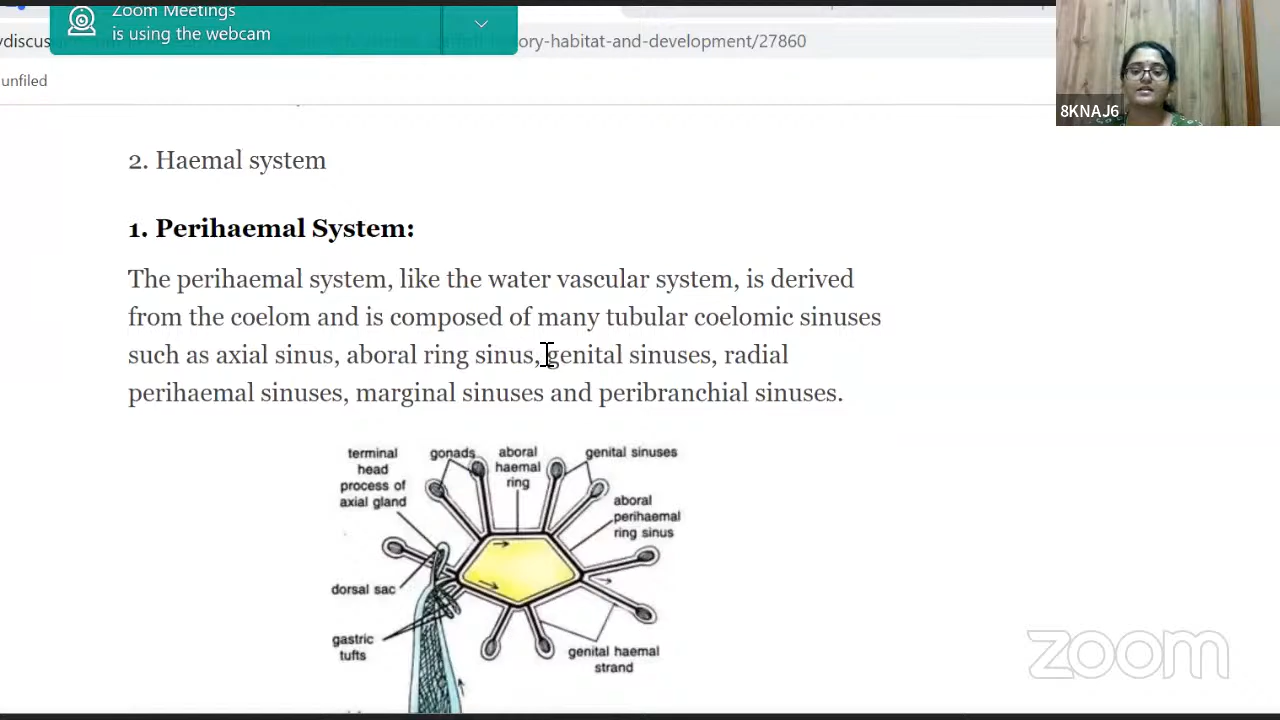 Zoom Meetings
is using the webcam
ory-habitat-and-development/27860
unfiled
8KNAJ6
2. Haemal system
1. Perihaemal System:
The perihaemal system, like the water vascular system, is derived
from the coelom and is composed of many tubular coelomic sinuses
such as axial sinus, aboral ring sinus, genital sinuses, radial
perihaemal sinuses, marginal sinuses and peribranchial sinuses.
terminal
head
process of
axial gland
gonads
aboral
haemal
ring
genital sinuses
aboral
perihaemal
ring sinus
dorsal sac
gastric
tufts
genital haemal
strand
zoom